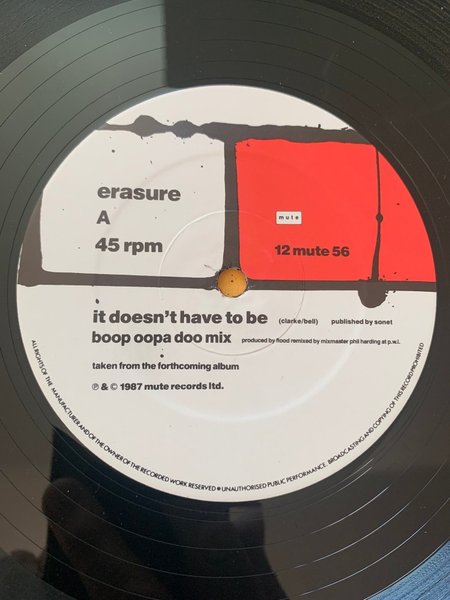 erasure
A
mute
45 rpm
12 mute 56
it doesn't have to be (clarke/bell) published by sonet
boop oopa doo mix produced by flood remixed by mixmaster phil harding at p.w.l.
taken from the forthcoming album
℗ & © 1987 mute records ltd.
ALL RIGHTS OF THE MANUFACTURER AND OF THE OWNER OF THE RECORDED WORK RESERVED ● UNAUTHORISED PUBLIC PERFORMANCE. BROADCASTING AND COPYING OF THIS RECORD PROHIBITED